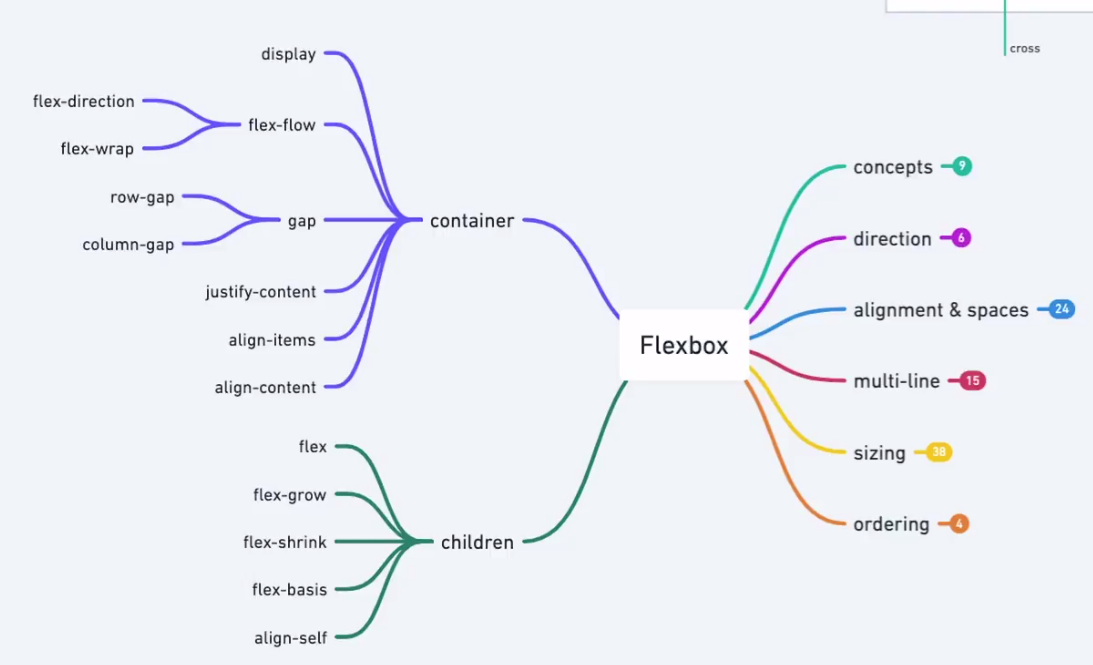 cross
display
flex-direction
flex-flow
flex-wrap
row-gap
gap
column-gap
container
justify-content
align-items
align-content
flex
flex-grow
flex-shrink
children
flex-basis
align-self
Flexbox
concepts 9
direction 6
alignment & spaces 24
multi-line 15
sizing 38
ordering 4